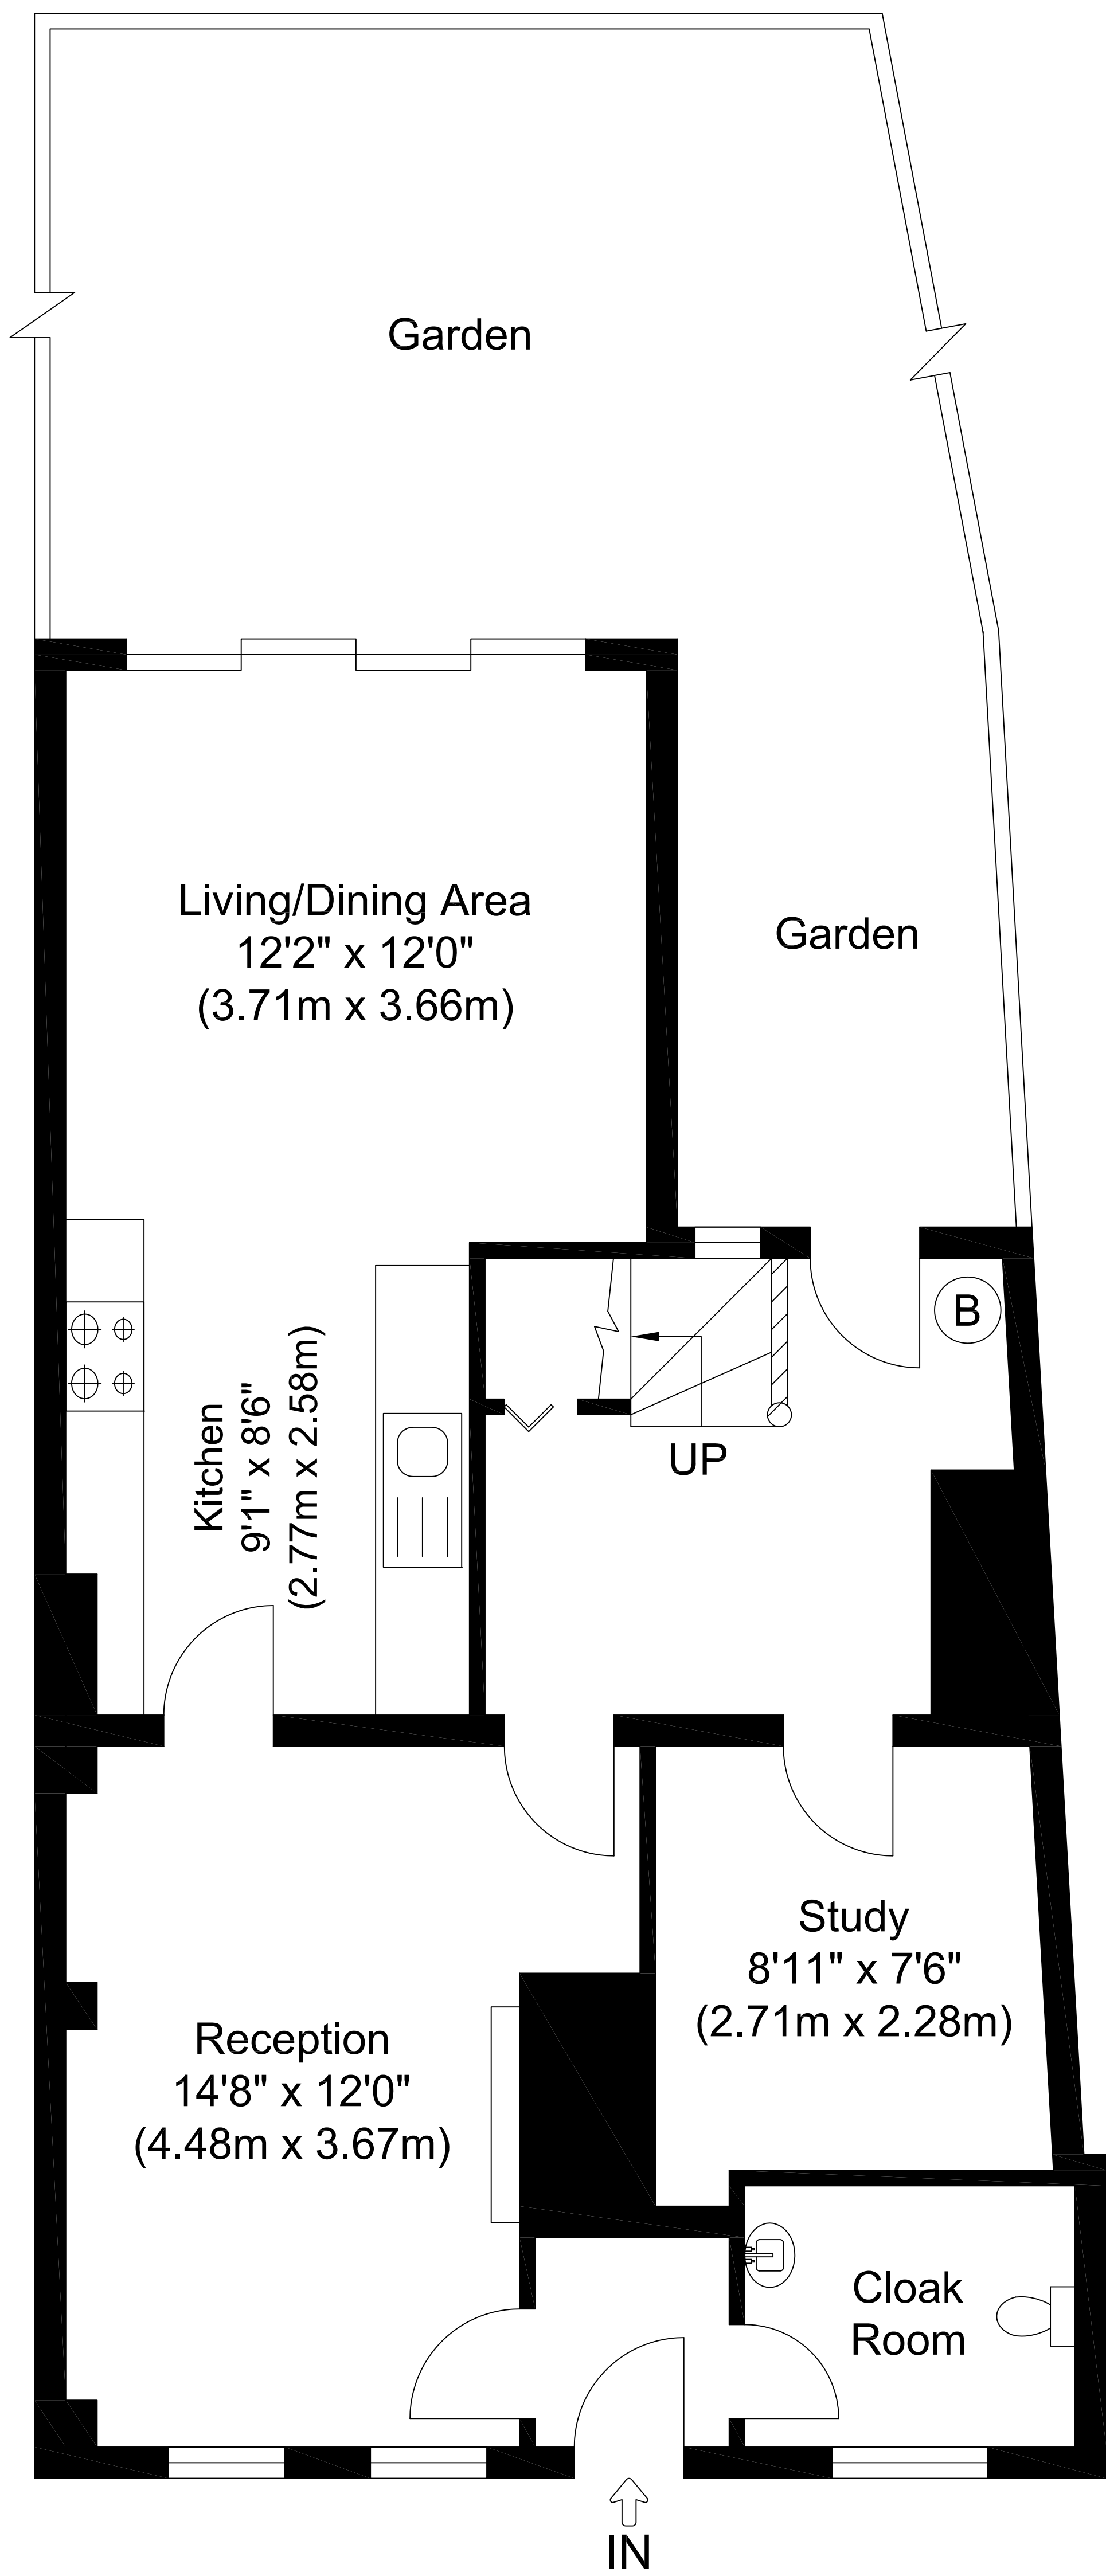 Garden
Living/Dining Area
12'2" x 12'0"
(3.71m x 3.66m)
Garden
B
Kitchen
9'1" x 8'6"
(2.77m x 2.58m)
UP
Study
8'11" x 7'6"
(2.71m x 2.28m)
Reception
14'8" x 12'0"
(4.48m x 3.67m)
Cloak
Room
IN